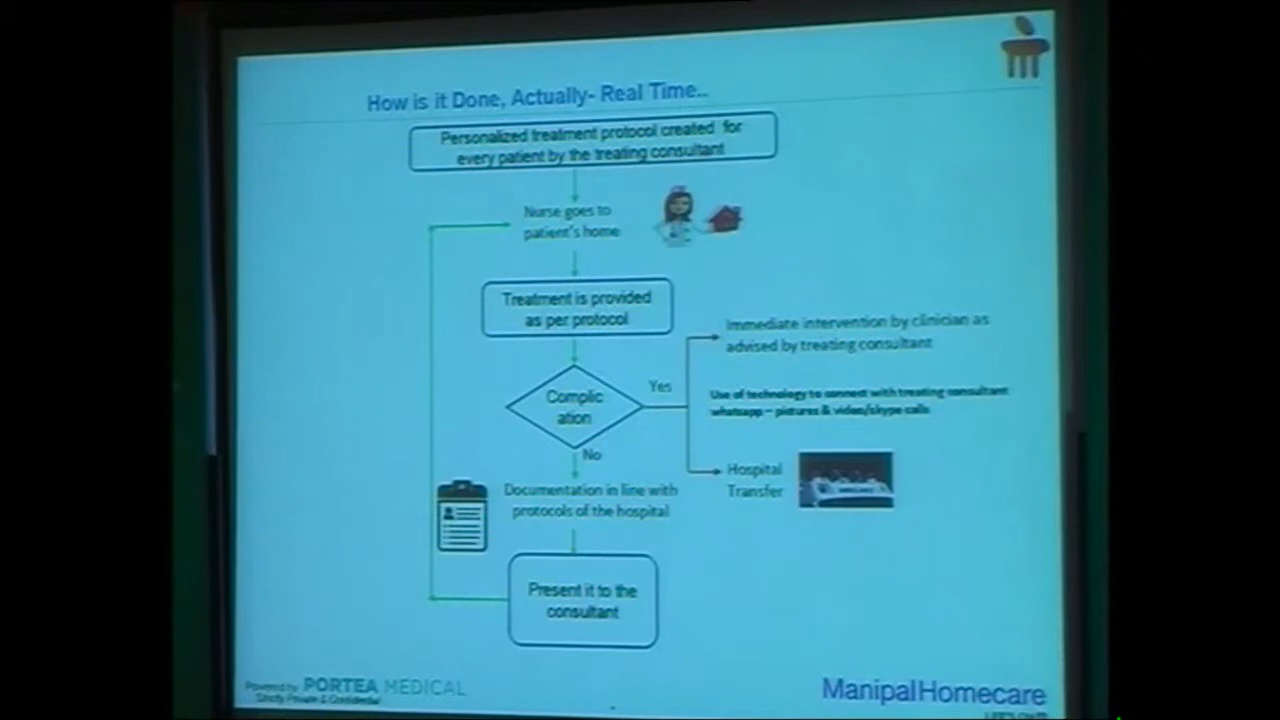 How is it Done, Actually- Real Time..
Personalized treatment protocol created for
every patient by the treating consultant
Nurse goes to
patient's home
Treatment is provided
as per protocol
Immediate intervention by clinician as
advised by treating consultant
Yes
Complic
ation
Use of technology to connect with treating consultant
whatsapp – pictures & video/skype calls
No
Hospital
Transfer
Documentation in line with
protocols of the hospital
Present it to the
consultant
Powered by PORTEA MEDICAL
Strictly Private & Confidential
ManipalHomecare